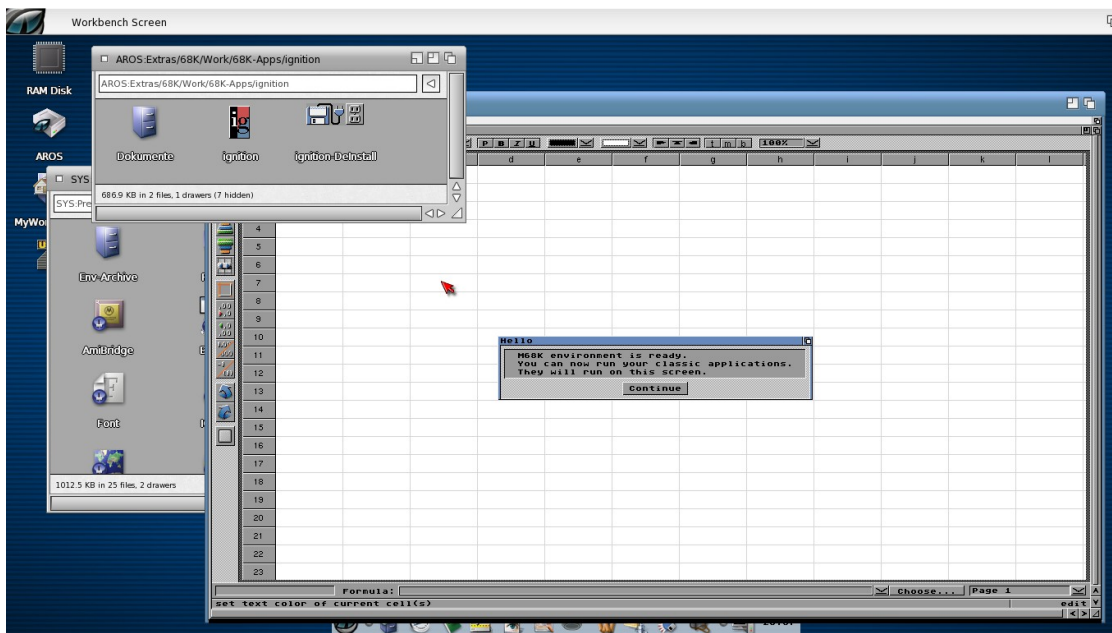 Workbench Screen
RAM Disk
AROS
AROS:Extras/68K/Work/68K-Apps/ignition
AROS:Extras/68K/Work/68K-Apps/ignition
Dokumente
ignition
ignition-DeInstall
686.9 KB in 2 files, 1 drawers (7 hidden)
SYS
SYS:Pre
MyWo
Env-Archive
AmiBridge
Font
1012.5 KB in 25 files, 2 drawers
P B I U
t m b
100%
d e f g h i j k l
4
5
6
7
8
9
10
11
12
13
14
15
16
17
18
19
20
21
22
23
Hello
M68K environment is ready.
You can now run your classic applications.
They will run on this screen.
Continue
Formula:
Choose...
Page 1
set text color of current cell(s)
edit